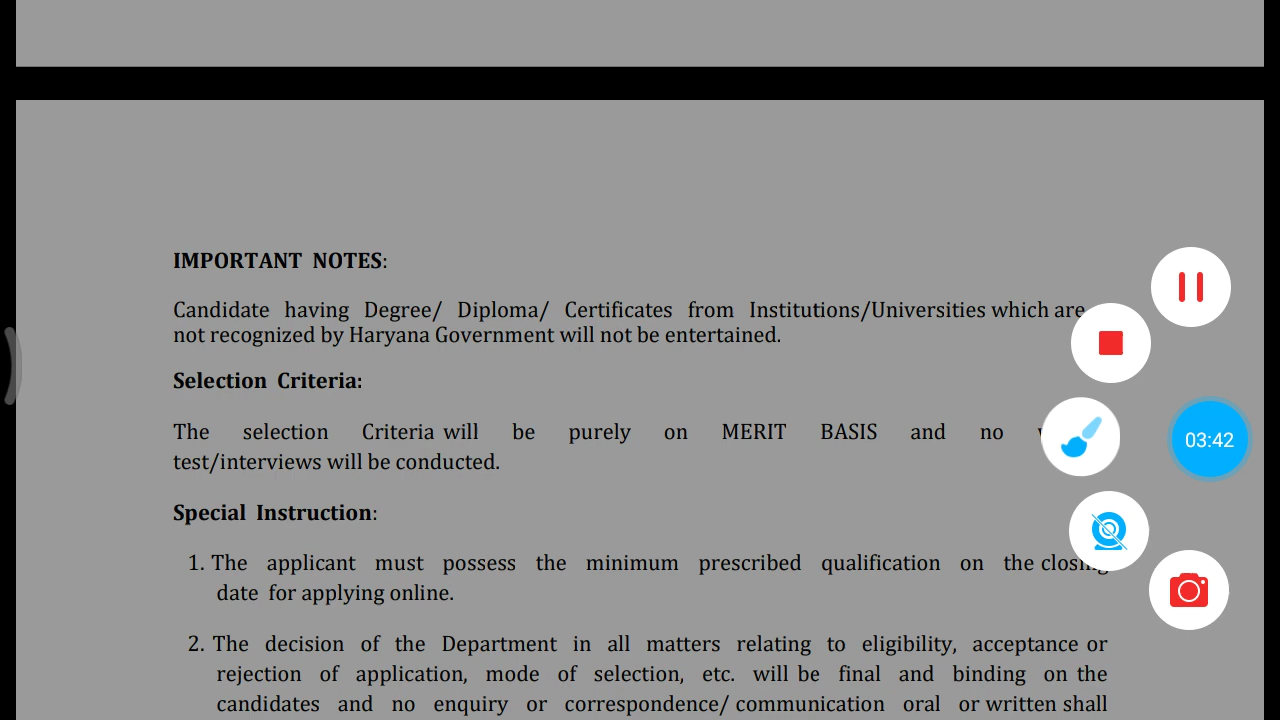 IMPORTANT NOTES:
Candidate having Degree/ Diploma/ Certificates from Institutions/Universities which are
not recognized by Haryana Government will not be entertained.
Selection Criteria:
The selection Criteria will be purely on MERIT BASIS and no
test/interviews will be conducted.
Special Instruction:
1. The applicant must possess the minimum prescribed qualification on the closing
date for applying online.
2. The decision of the Department in all matters relating to eligibility, acceptance or
rejection of application, mode of selection, etc. will be final and binding on the
candidates and no enquiry or correspondence/ communication oral or written shall
03:42